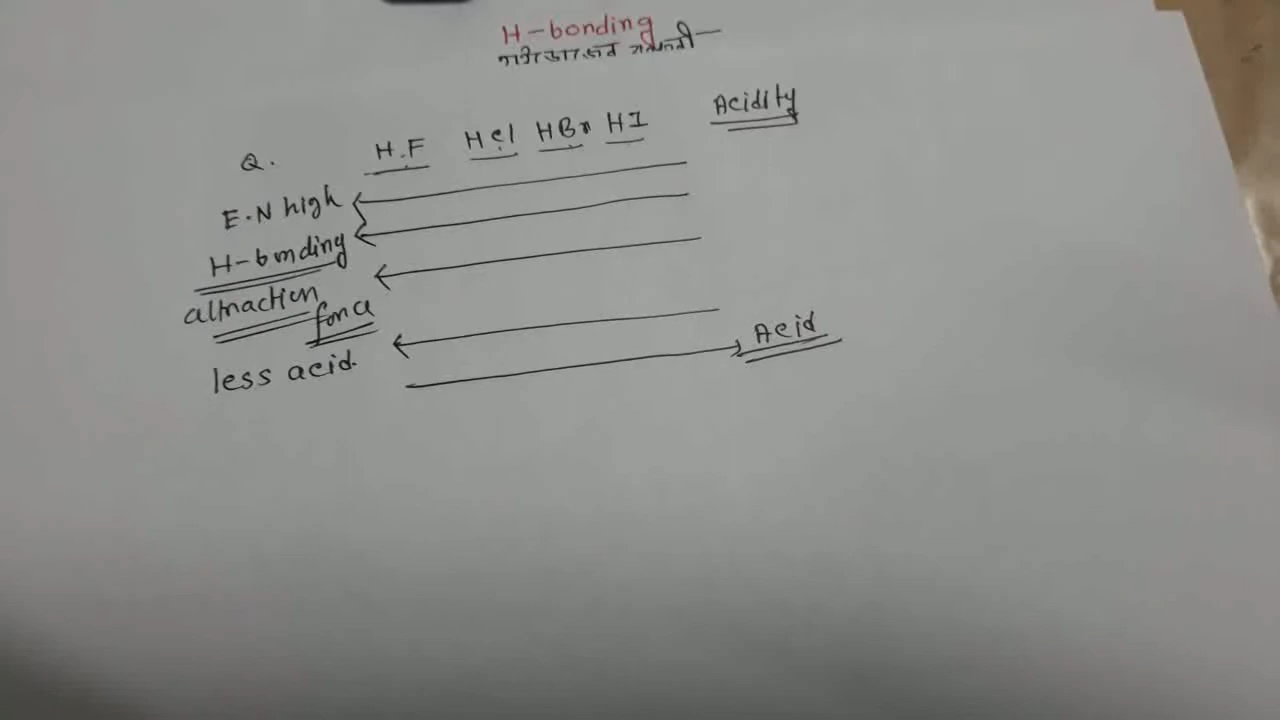 H-bonding
Q. H.F HCl HBr HI Acidity
E.N high
H-bonding
attraction
force
less acid. Acid